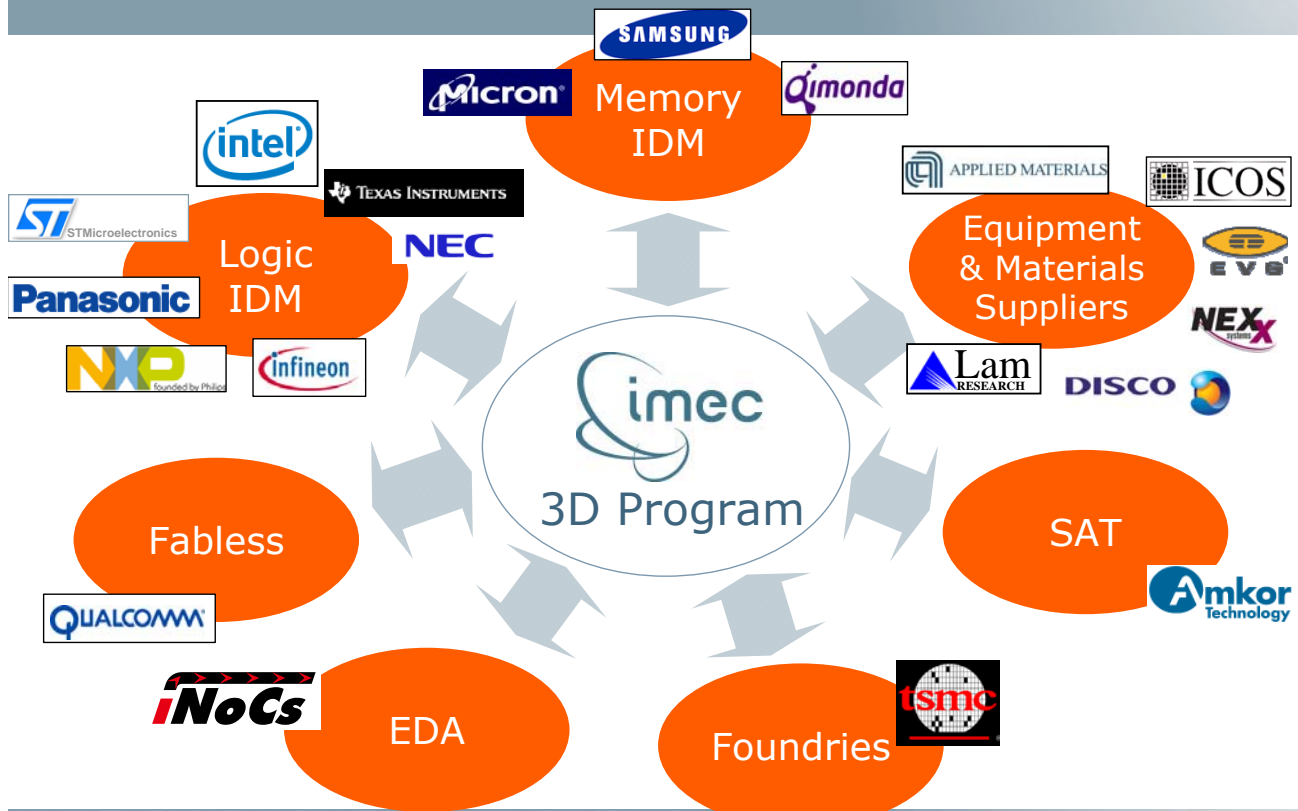 SAMSUNG
Micron
Qimonda
Memory
IDM
intel
TEXAS INSTRUMENTS
ST
STMicroelectronics
NEC
Logic
IDM
Panasonic
NXP
founded by Philips
infineon
APPLIED MATERIALS
ICOS
Equipment
& Materials
Suppliers
EVG
NEXX
systems
Lam
RESEARCH
DISCO
imec
3D Program
Fabless
QUALCOMM
SAT
Amkor
Technology
iNoCs
EDA
tsmc
Foundries